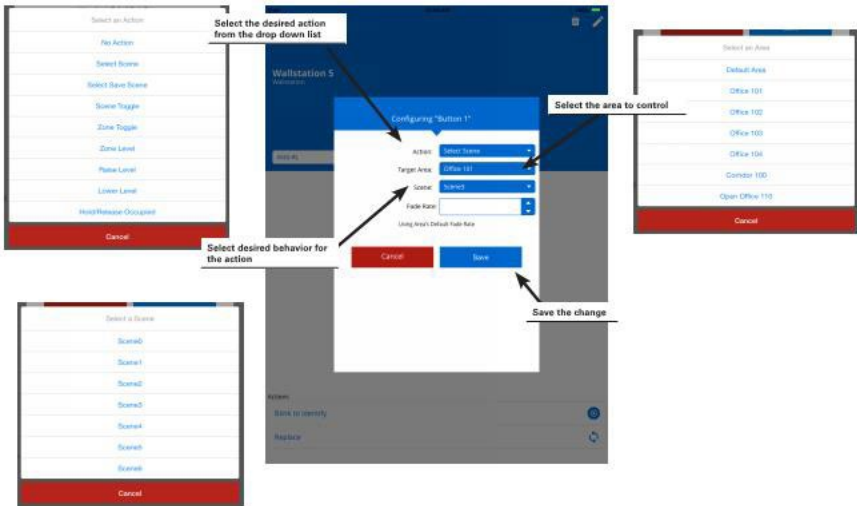 Select an Action
No Action
Select Scene
Select Save Scene
Scene Toggle
Zone Toggle
Zone Level
Raise Level
Lower Level
Hold/Release Occupied
Cancel
Select the desired action
from the drop down list
Wallstation 5
Wallstation
Configuring "Button 1"
Action: Select Scene
Target Area: Office 101
Scene:
Fade Rate:
Using Area's Default Fade Rate
Cancel
Save
Select the area to control
Select desired behavior for
the action
Save the change
Actions
Blink to Identify
Replace
Select an Area
Default Area
Office 101
Office 102
Office 103
Office 104
Corridor 100
Open Office 110
Cancel
Select a Scene
Scene0
Scene1
Scene2
Scene3
Scene4
Scene5
Scene6
Cancel